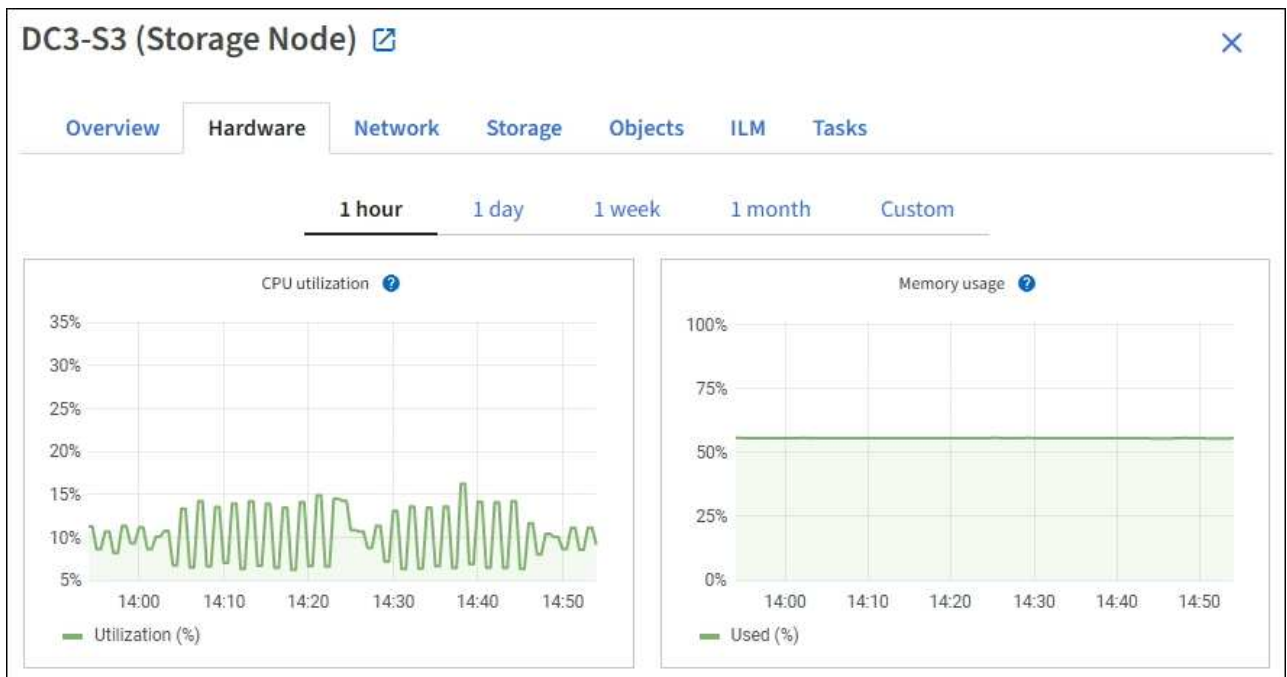 DC3-S3 (Storage Node)
Overview Hardware Network Storage Objects ILM Tasks
1 hour 1 day 1 week 1 month Custom
CPU utilization ?
35%
30%
25%
20%
15%
10%
5%
14:00 14:10 14:20 14:30 14:40 14:50
Utilization (%)
Memory usage ?
100%
75%
50%
25%
0%
14:00 14:10 14:20 14:30 14:40 14:50
Used (%)